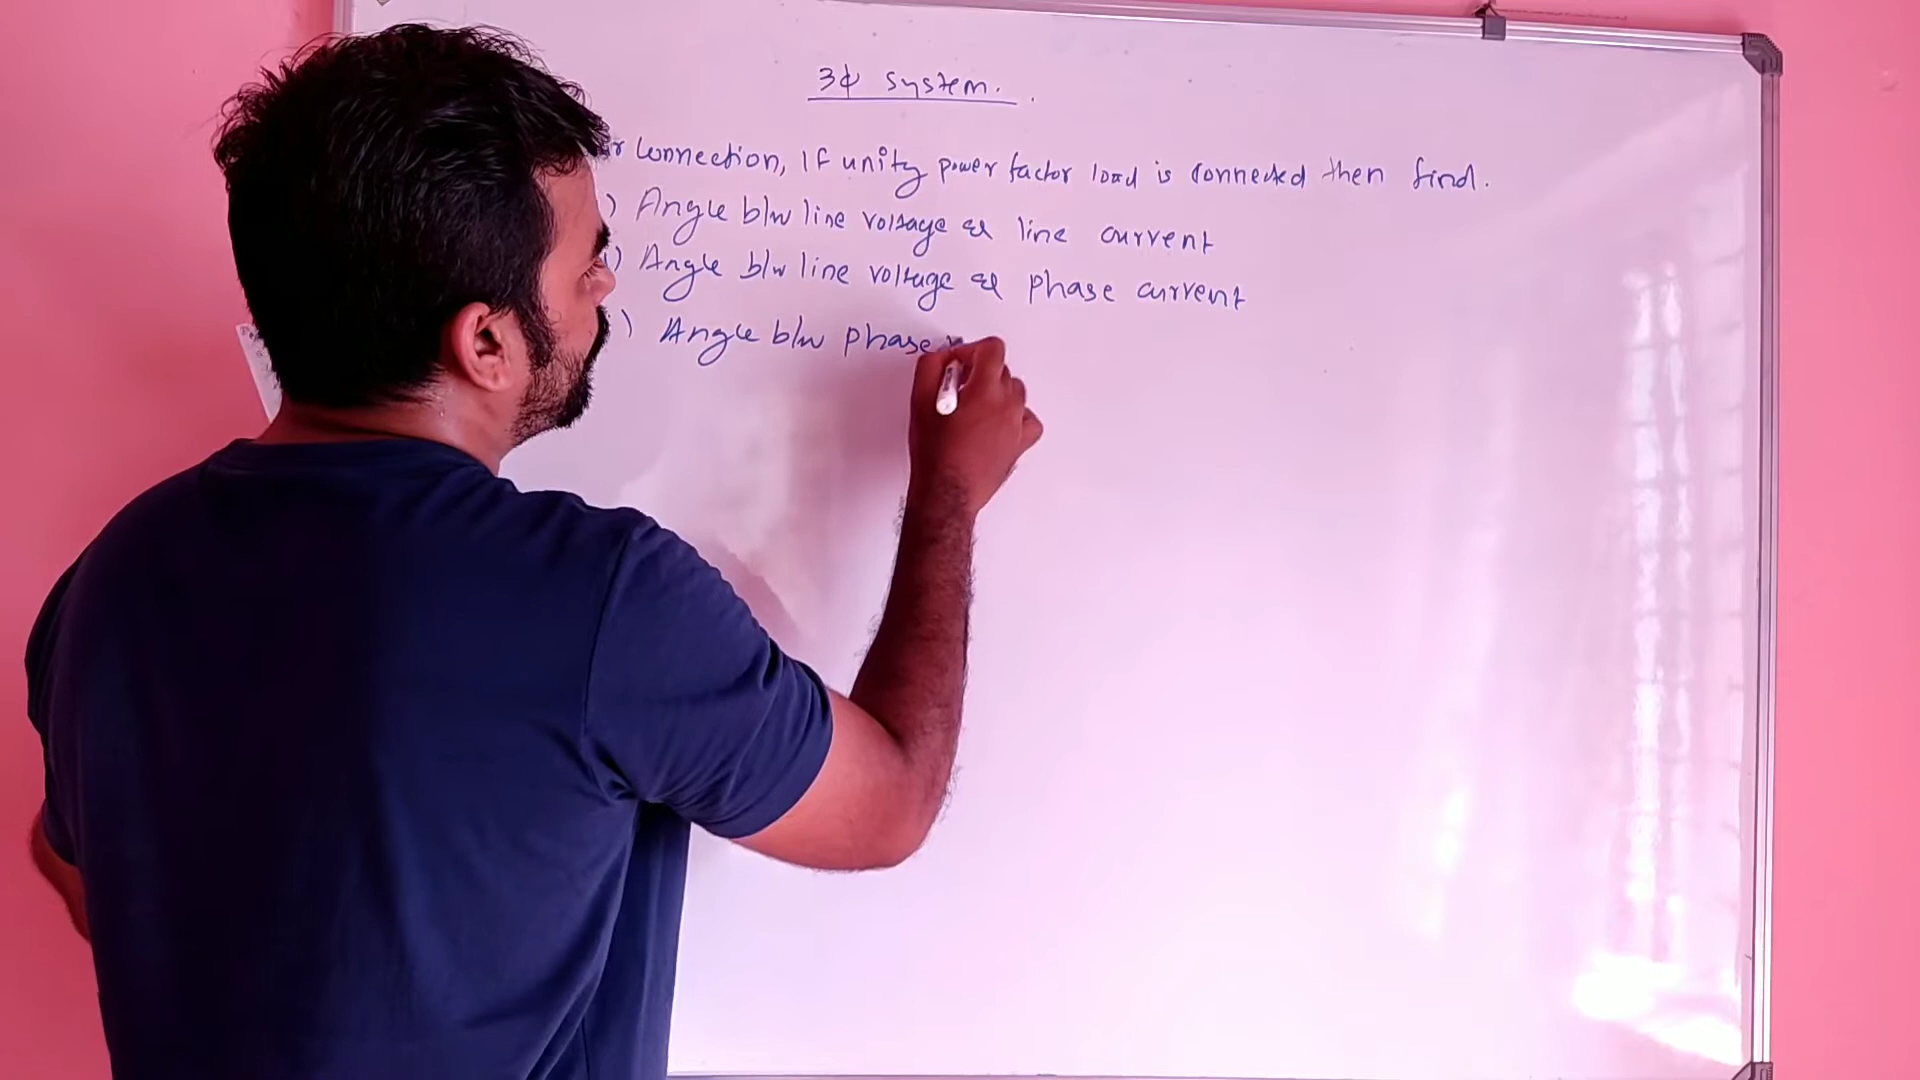 3ϕ system.
Connection, If unity power factor load is connected then find.
) Angle b/w line voltage & line current
i) Angle b/w line voltage & phase current
) Angle b/w phase